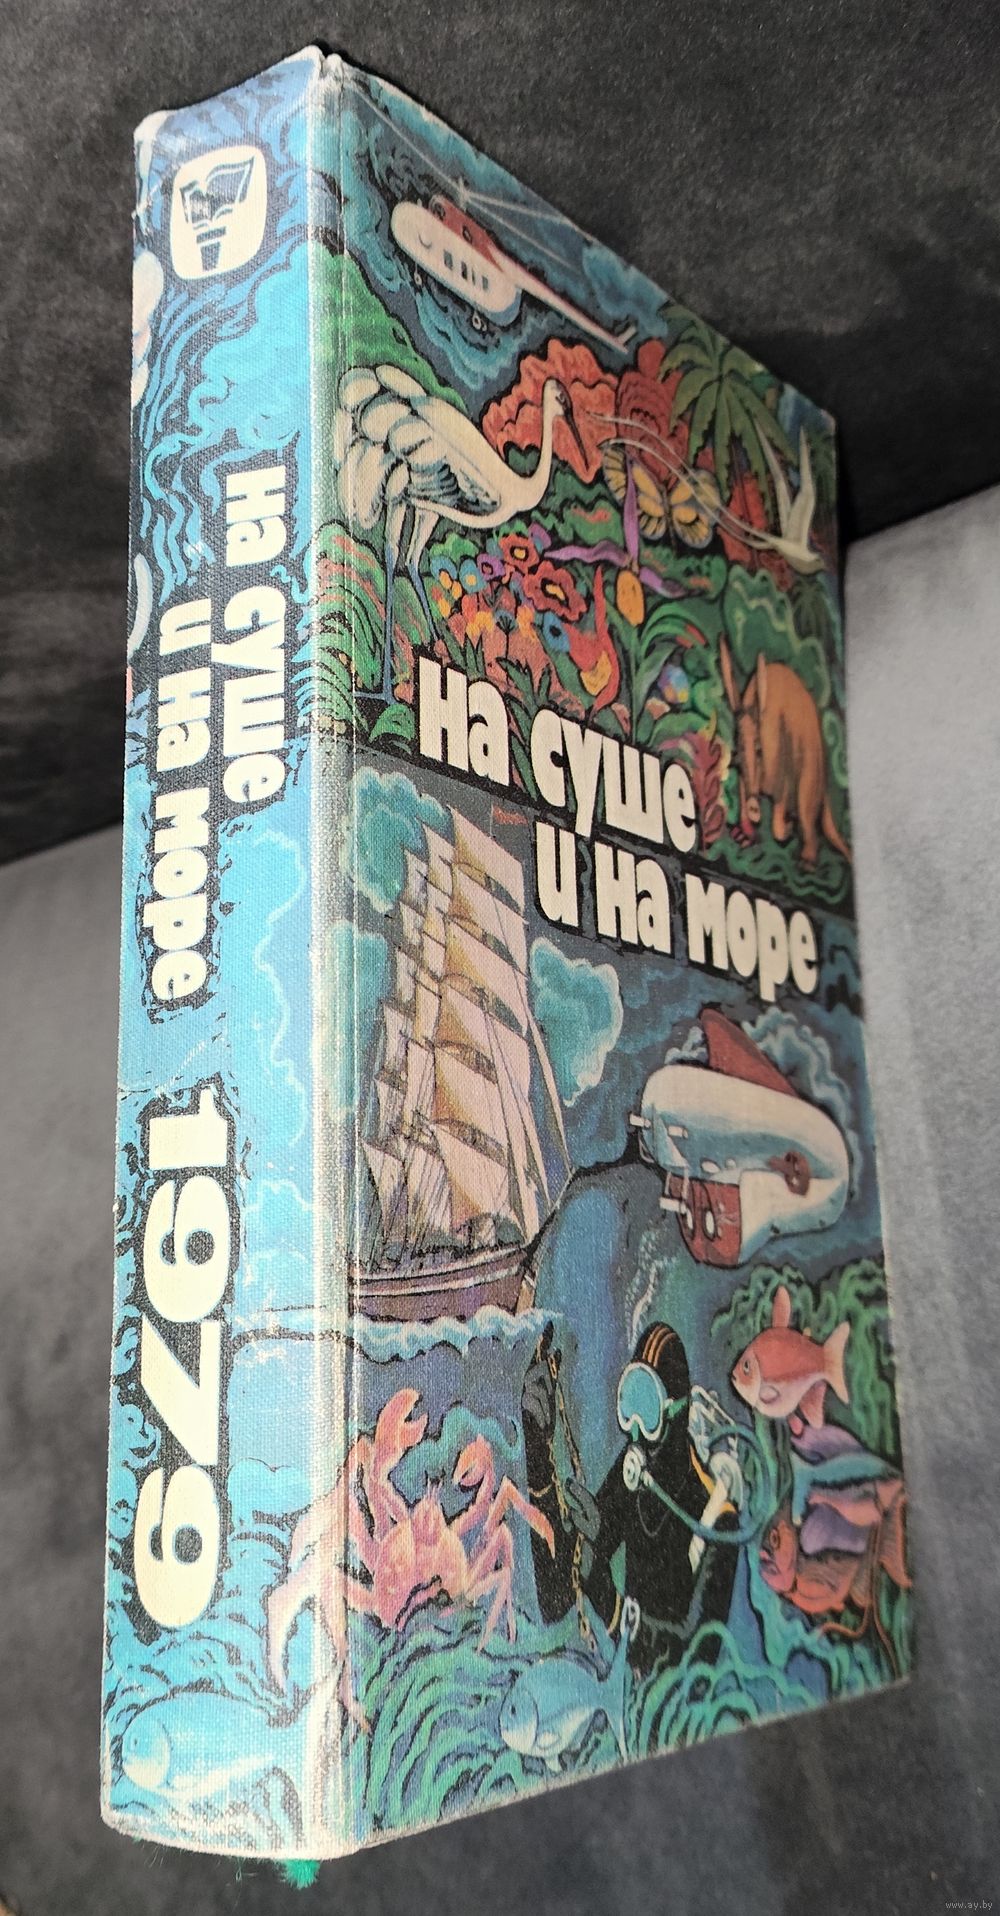 на суше
и на море
1979
на суше
и на море
www.ay.by